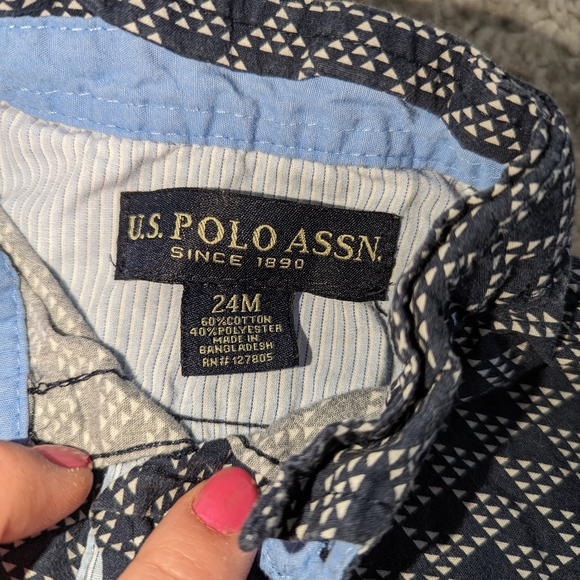 U.S. POLO ASSN.
SINCE 1890
24M
60%COTTON
40%POLYESTER
MADE IN
BANGLADESH
RN# 127805